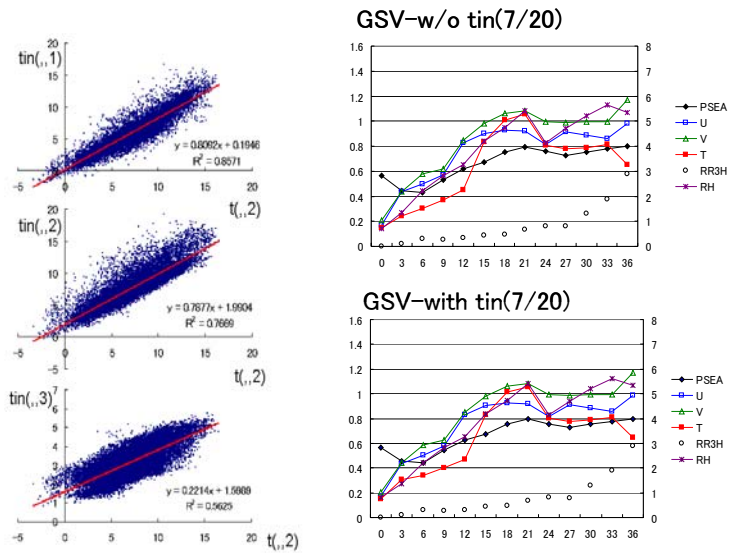 GSV-w/o tin(7/20)
tin(,,1)
20
15
10
5
0
-5
0
5
10
15
20
y = 0.8092x + 0.1946
R² = 0.8571
t(,,2)
tin(,,2)
20
15
10
5
0
-5
-5
0
5
10
15
20
y = 0.7877x + 1.9904
R² = 0.7669
t(,,2)
tin(,,3)
7
6
5
4
3
2
1
0
-5
0
5
10
15
20
y = 0.2214x + 1.5889
R² = 0.5625
t(,,2)
1.6
1.4
1.2
1
0.8
0.6
0.4
0.2
0
8
7
6
5
4
3
2
1
0
0 3 6 9 12 15 18 21 24 27 30 33 36
PSEA
U
V
T
RR3H
RH
GSV-with tin(7/20)
1.6
1.4
1.2
1
0.8
0.6
0.4
0.2
0
8
7
6
5
4
3
2
1
0
0 3 6 9 12 15 18 21 24 27 30 33 36
PSEA
U
V
T
RR3H
RH